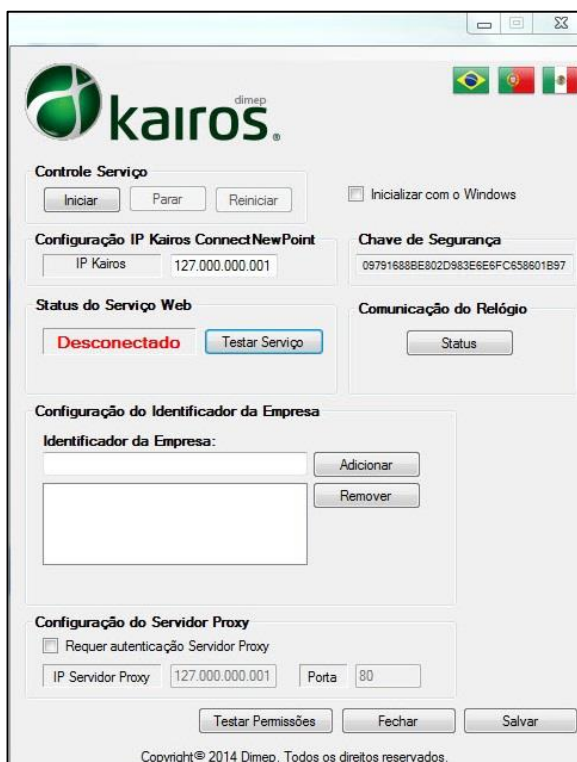 dimep
kairos®
Controle Serviço
Iniciar Parar Reiniciar
Inicializar com o Windows
Configuração IP Kairos ConnectNewPoint
IP Kairos 127.000.000.001
Chave de Segurança
09791688BE802D983E6E6FC658601B97
Status do Serviço Web
Desconectado Testar Serviço
Comunicação do Relógio
Status
Configuração do Identificador da Empresa
Identificador da Empresa:
Adicionar
Remover
Configuração do Servidor Proxy
Requer autenticação Servidor Proxy
IP Servidor Proxy 127.000.000.001 Porta 80
Testar Permissões Fechar Salvar
Copyright® 2014 Dimep. Todos os direitos reservados.